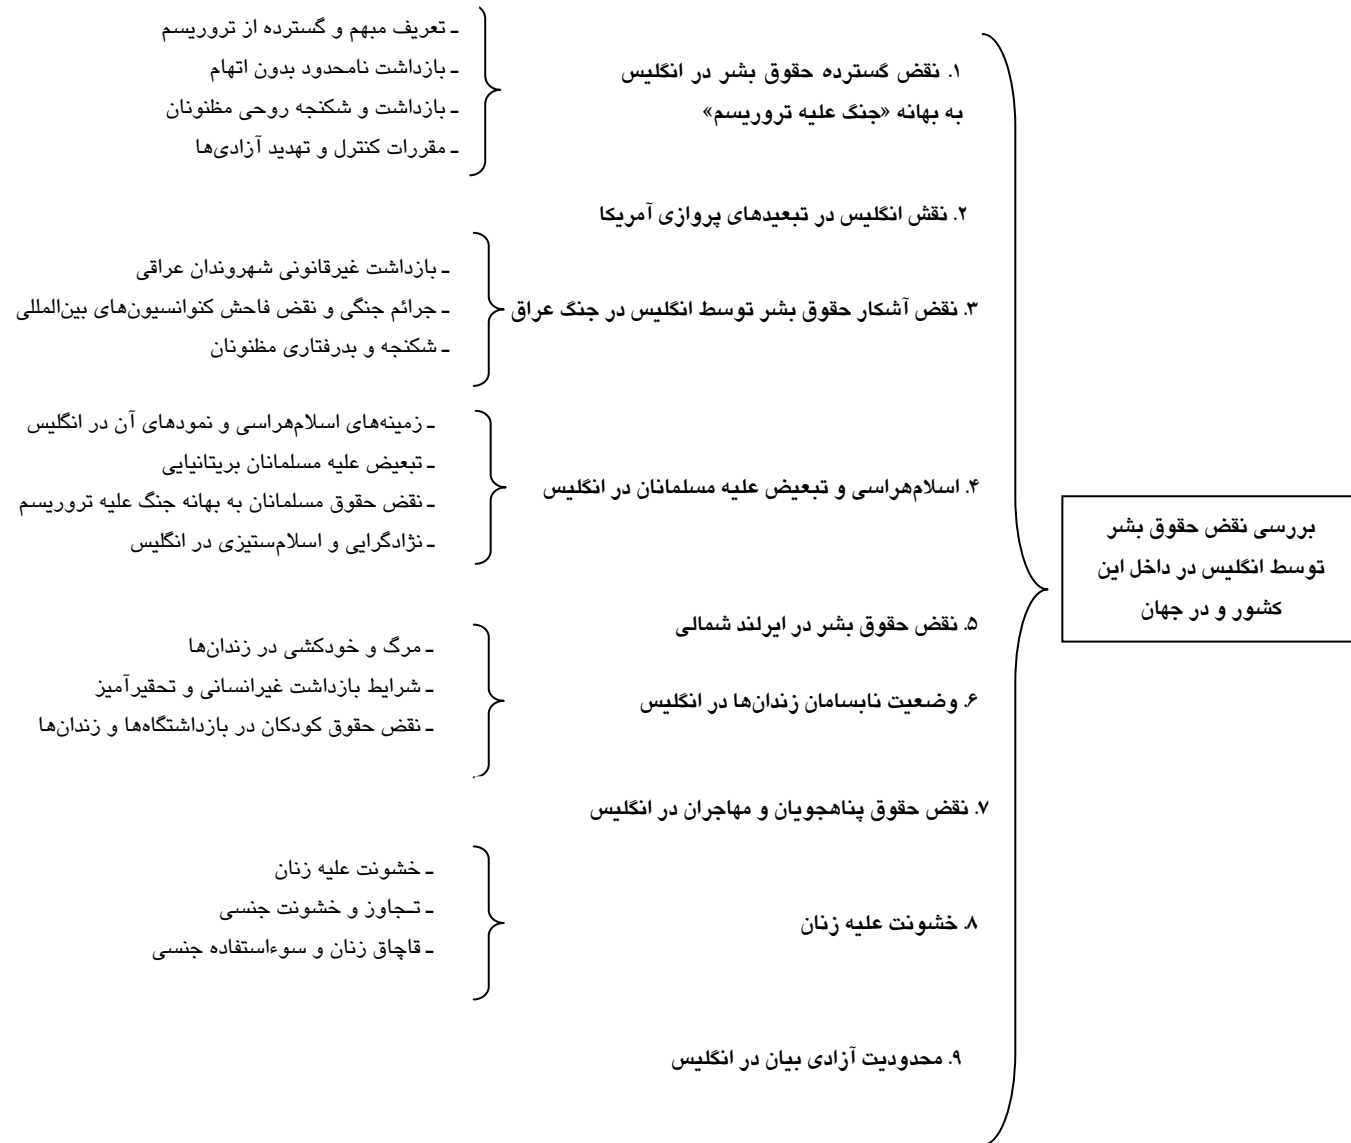 بررسی نقض حقوق بشر
توسط انگلیس در داخل این
کشور و در جهان
۱. نقض گسترده حقوق بشر در انگلیس
به بهانه «جنگ علیه تروریسم»
ـ تعریف مبهم و گسترده از تروریسم
ـ بازداشت نامحدود بدون اتهام
ـ بازداشت و شکنجه روحی مظنونان
ـ مقررات کنترل و تهدید آزادی‌ها
۲. نقش انگلیس در تبعیدهای پروازی آمریکا
۳. نقض آشکار حقوق بشر توسط انگلیس در جنگ عراق
ـ بازداشت غیرقانونی شهروندان عراقی
ـ جرائم جنگی و نقض فاحش کنوانسیون‌های بین‌المللی
ـ شکنجه و بدرفتاری مظنونان
۴. اسلام‌هراسی و تبعیض علیه مسلمانان در انگلیس
ـ زمینه‌های اسلام‌هراسی و نمودهای آن در انگلیس
ـ تبعیض علیه مسلمانان بریتانیایی
ـ نقض حقوق مسلمانان به بهانه جنگ علیه تروریسم
ـ نژادگرایی و اسلام‌ستیزی در انگلیس
۵. نقض حقوق بشر در ایرلند شمالی
۶. وضعیت نابسامان زندان‌ها در انگلیس
ـ مرگ و خودکشی در زندان‌ها
ـ شرایط بازداشت غیرانسانی و تحقیرآمیز
ـ نقض حقوق کودکان در بازداشتگاه‌ها و زندان‌ها
۷. نقض حقوق پناهجویان و مهاجران در انگلیس
۸. خشونت علیه زنان
ـ خشونت علیه زنان
ـ تـجاوز و خشونت جنسی
ـ قاچاق زنان و سوءاستفاده جنسی
۹. محدودیت آزادی بیان در انگلیس